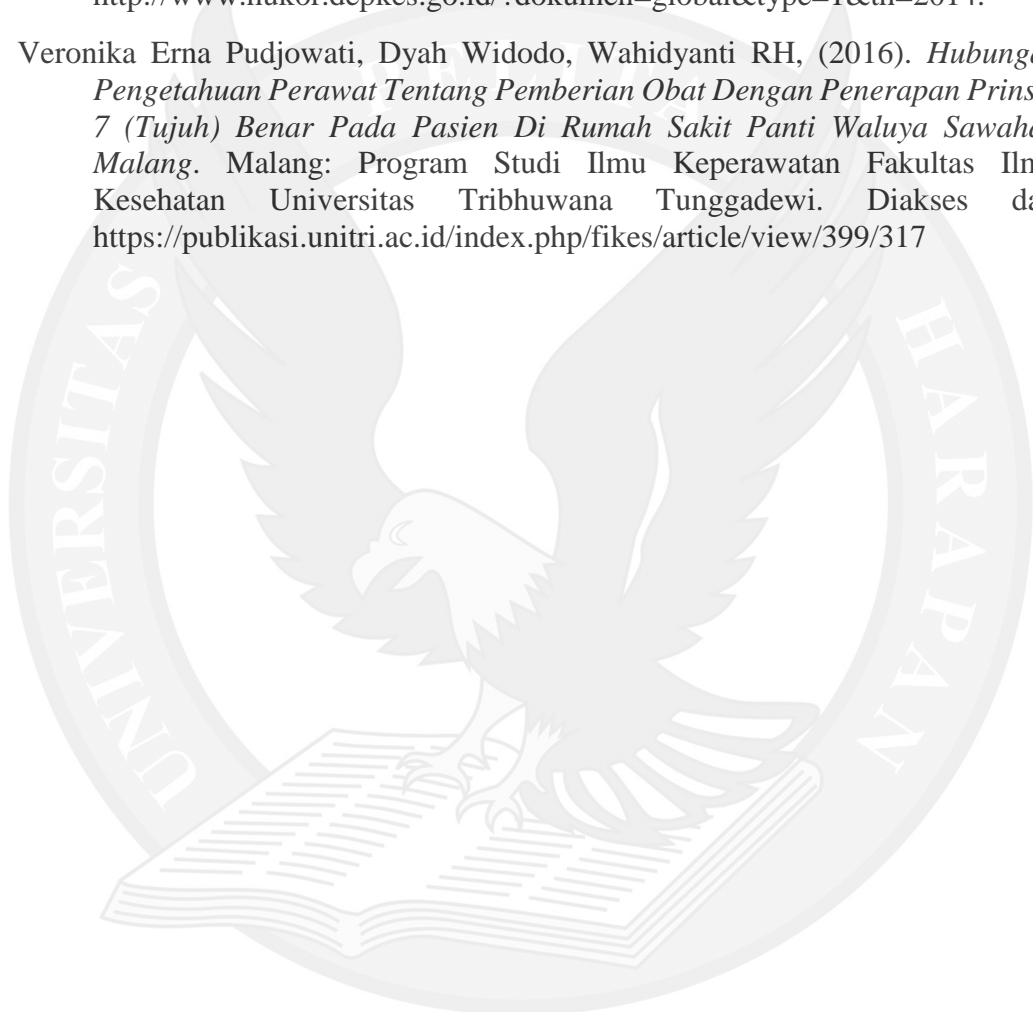 Veronika Erna Pudjowati, Dyah Widodo, Wahidyanti RH, (2016). Hubunga
Pengetahuan Perawat Tentang Pemberian Obat Dengan Penerapan Prins
7 (Tujuh) Benar Pada Pasien Di Rumah Sakit Panti Waluya Sawaha
Malang. Malang: Program Studi Ilmu Keperawatan Fakultas Ilm
Kesehatan Universitas Tribhuwana Tunggadewi. Diakses da
https://publikasi.unitri.ac.id/index.php/fikes/article/view/399/317
UNIVERSITAS PELITA HARAPAN